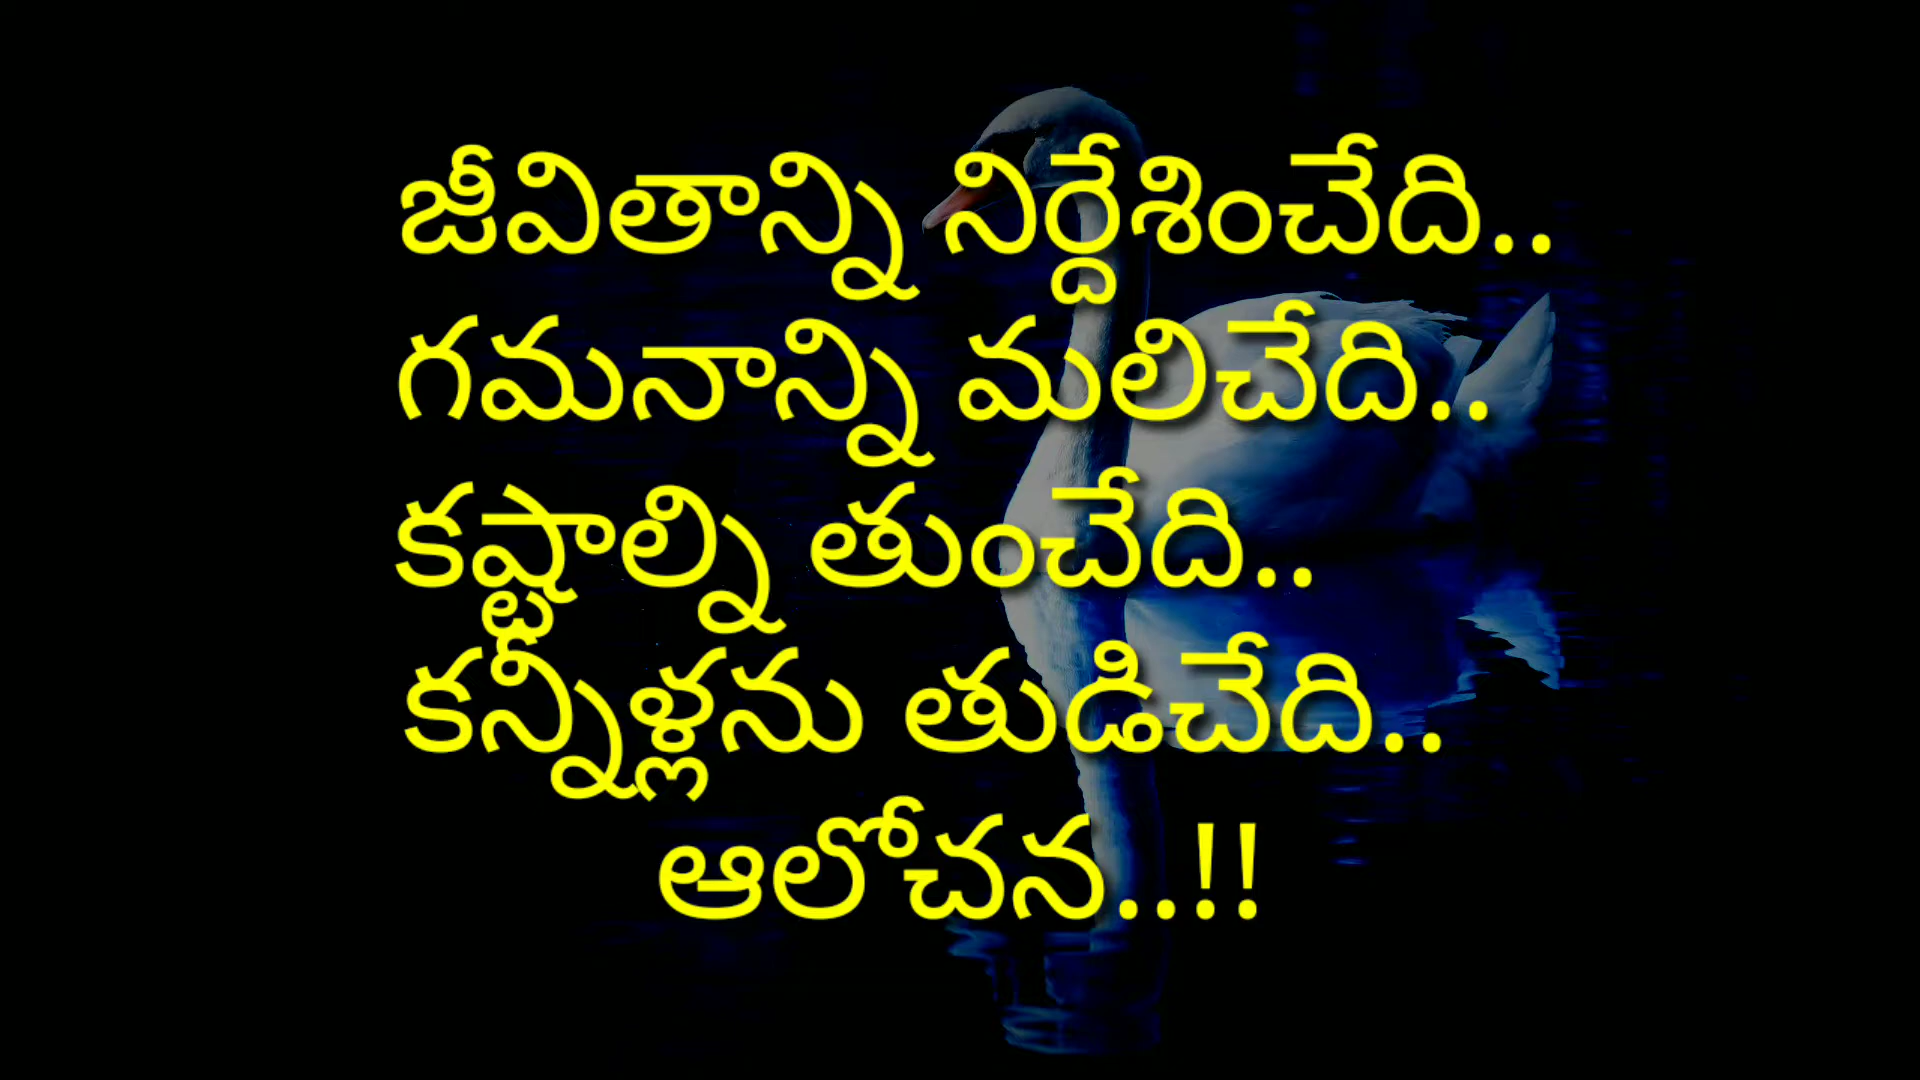 జీవితాన్ని నిర్దేశించేది..
గమనాన్ని మలిచేది..
కష్టాల్ని తుంచేది..
కన్నీళ్లను తుడిచేది..
ఆలోచన..!!